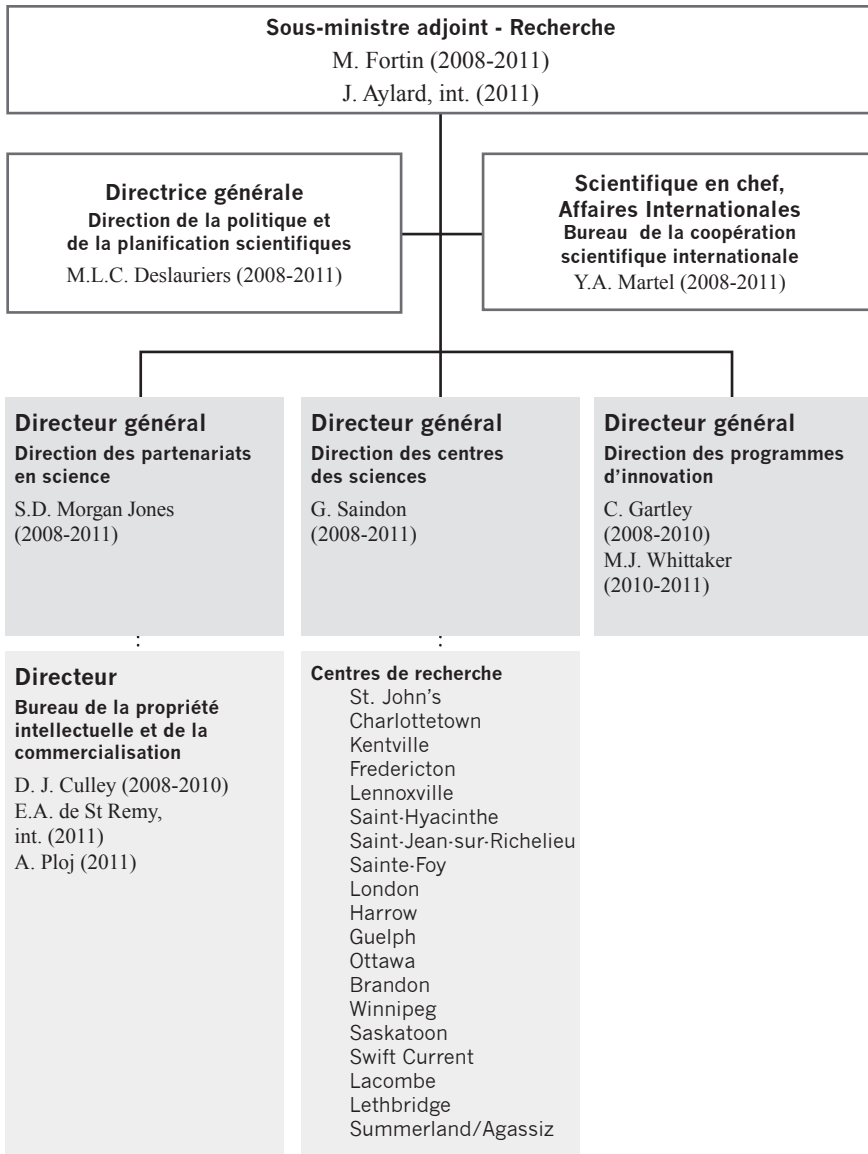 Sous-ministre adjoint - Recherche
M. Fortin (2008-2011)
J. Aylard, int. (2011)
Directrice générale
Direction de la politique et
de la planification scientifiques
M.L.C. Deslauriers (2008-2011)
Scientifique en chef,
Affaires Internationales
Bureau de la coopération
scientifique internationale
Y.A. Martel (2008-2011)
Directeur général
Direction des partenariats
en science
S.D. Morgan Jones
(2008-2011)
Directeur général
Direction des centres
des sciences
G. Saindon
(2008-2011)
Directeur général
Direction des programmes
d'innovation
C. Gartley
(2008-2010)
M.J. Whittaker
(2010-2011)
Directeur
Bureau de la propriété
intellectuelle et de la
commercialisation
D. J. Culley (2008-2010)
E.A. de St Remy,
int. (2011)
A. Ploj (2011)
Centres de recherche
St. John's
Charlottetown
Kentville
Fredericton
Lennoxville
Saint-Hyacinthe
Saint-Jean-sur-Richelieu
Sainte-Foy
London
Harrow
Guelph
Ottawa
Brandon
Winnipeg
Saskatoon
Swift Current
Lacombe
Lethbridge
Summerland/Agassiz